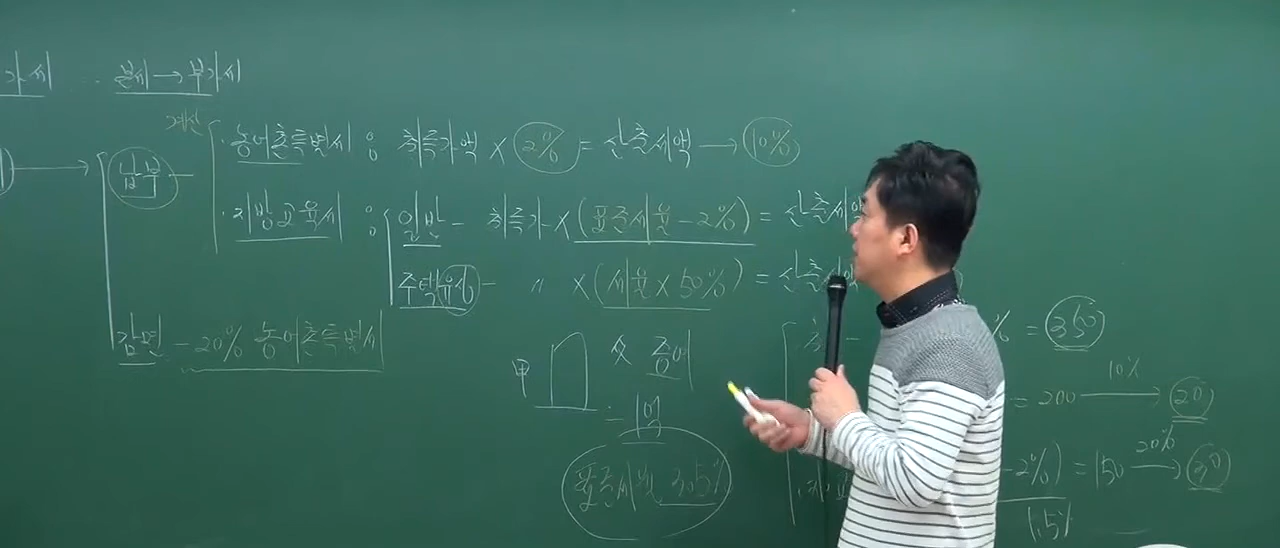 가세
본세 → 부가세
계산
납부
농어촌특별세 : 취득가액 × 2% = 산출세액 → 10%
지방교육세 : 일반 - 취득가 × (표준세율 - 2%) = 산출세
주택유상 - 〃 × (세율 × 50%) = 산출
감면 - 20% 농어촌특별세
甲
증여
= 1억
표준세율 3.5%
취 - % = 350
= 200 10% → 20
-2%) = 150 20% → 30
1.5%